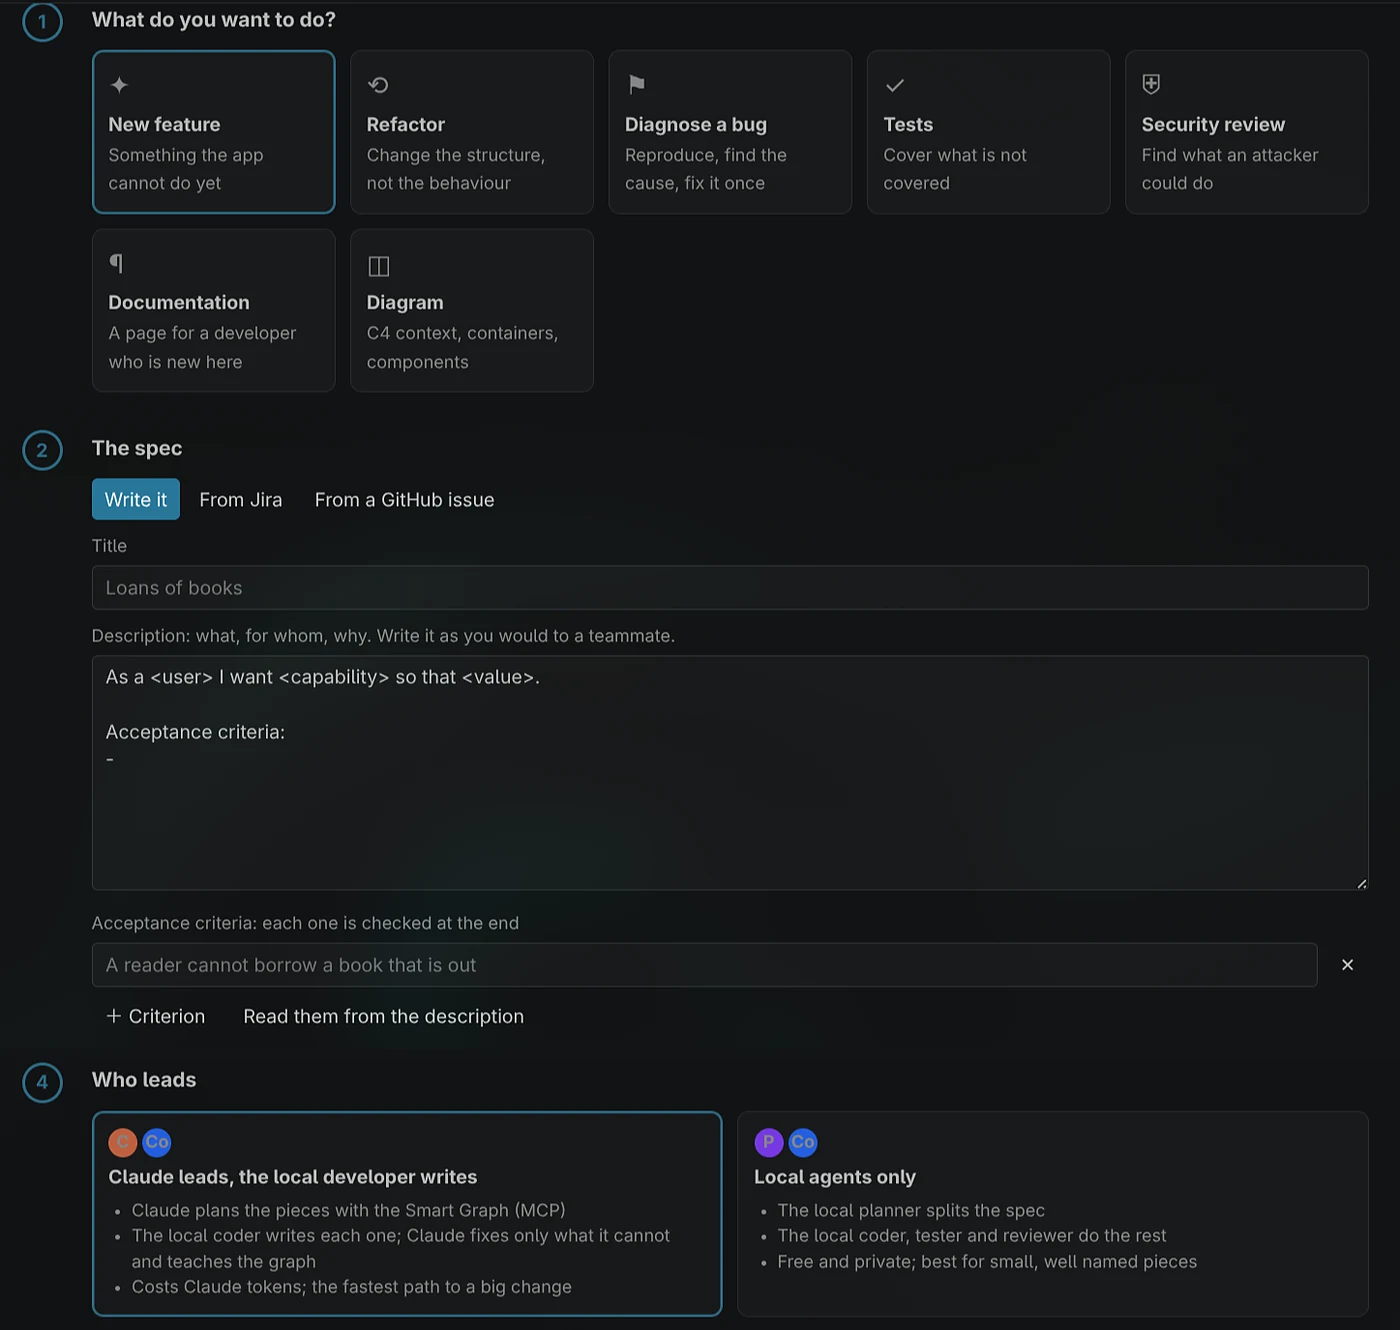 1
What do you want to do?
New feature
Something the app
cannot do yet
Refactor
Change the structure,
not the behaviour
Diagnose a bug
Reproduce, find the
cause, fix it once
Tests
Cover what is not
covered
Security review
Find what an attacker
could do
Documentation
A page for a developer
who is new here
Diagram
C4 context, containers,
components
2
The spec
Write it
From Jira
From a GitHub issue
Title
Loans of books
Description: what, for whom, why. Write it as you would to a teammate.
As a <user> I want <capability> so that <value>.
Acceptance criteria:
-
Acceptance criteria: each one is checked at the end
A reader cannot borrow a book that is out
+ Criterion
Read them from the description
4
Who leads
C Co
Claude leads, the local developer writes
• Claude plans the pieces with the Smart Graph (MCP)
• The local coder writes each one; Claude fixes only what it cannot
and teaches the graph
• Costs Claude tokens; the fastest path to a big change
P Co
Local agents only
• The local planner splits the spec
• The local coder, tester and reviewer do the rest
• Free and private; best for small, well named pieces